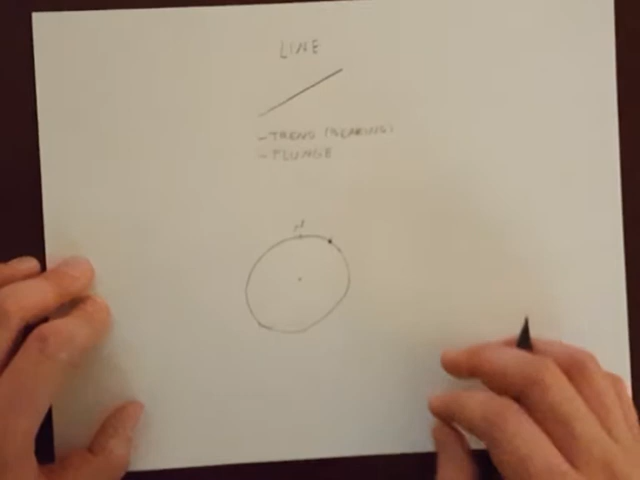 LINE
- TREND (BEARING)
- PLUNGE
N